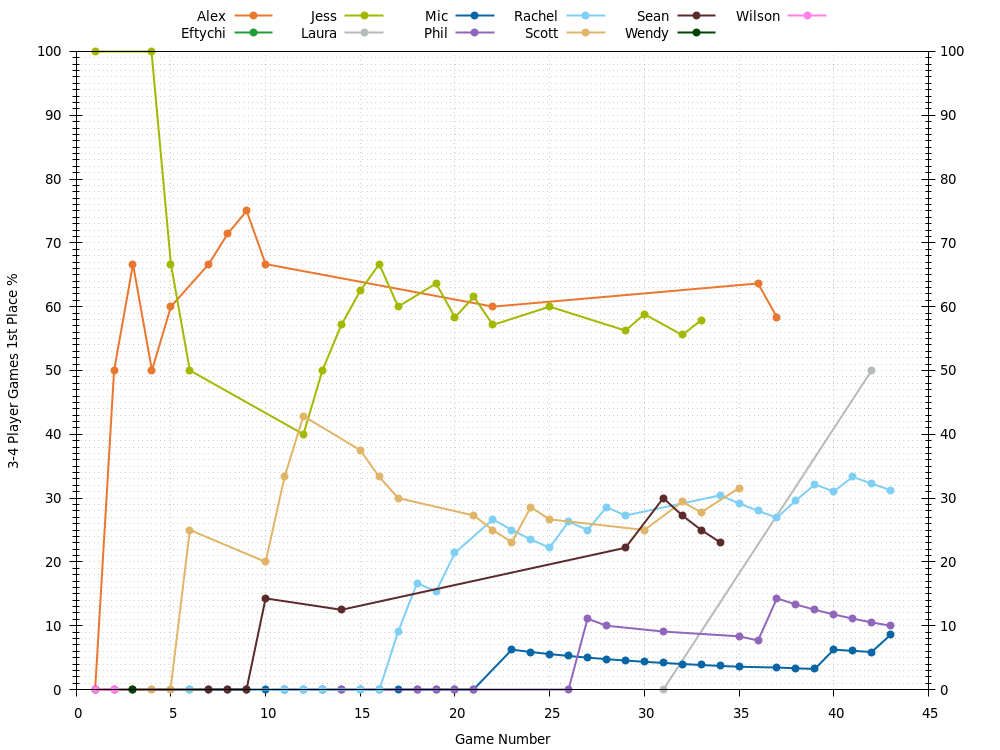 Alex Jess Mic Rachel Sean Wilson
Eftychi Laura Phil Scott Wendy
100 100
90 90
80 80
70 70
60 60
50 50
40 40
30 30
20 20
10 10
0 0
0 5 10 15 20 25 30 35 40 45
3-4 Player Games 1st Place %
Game Number